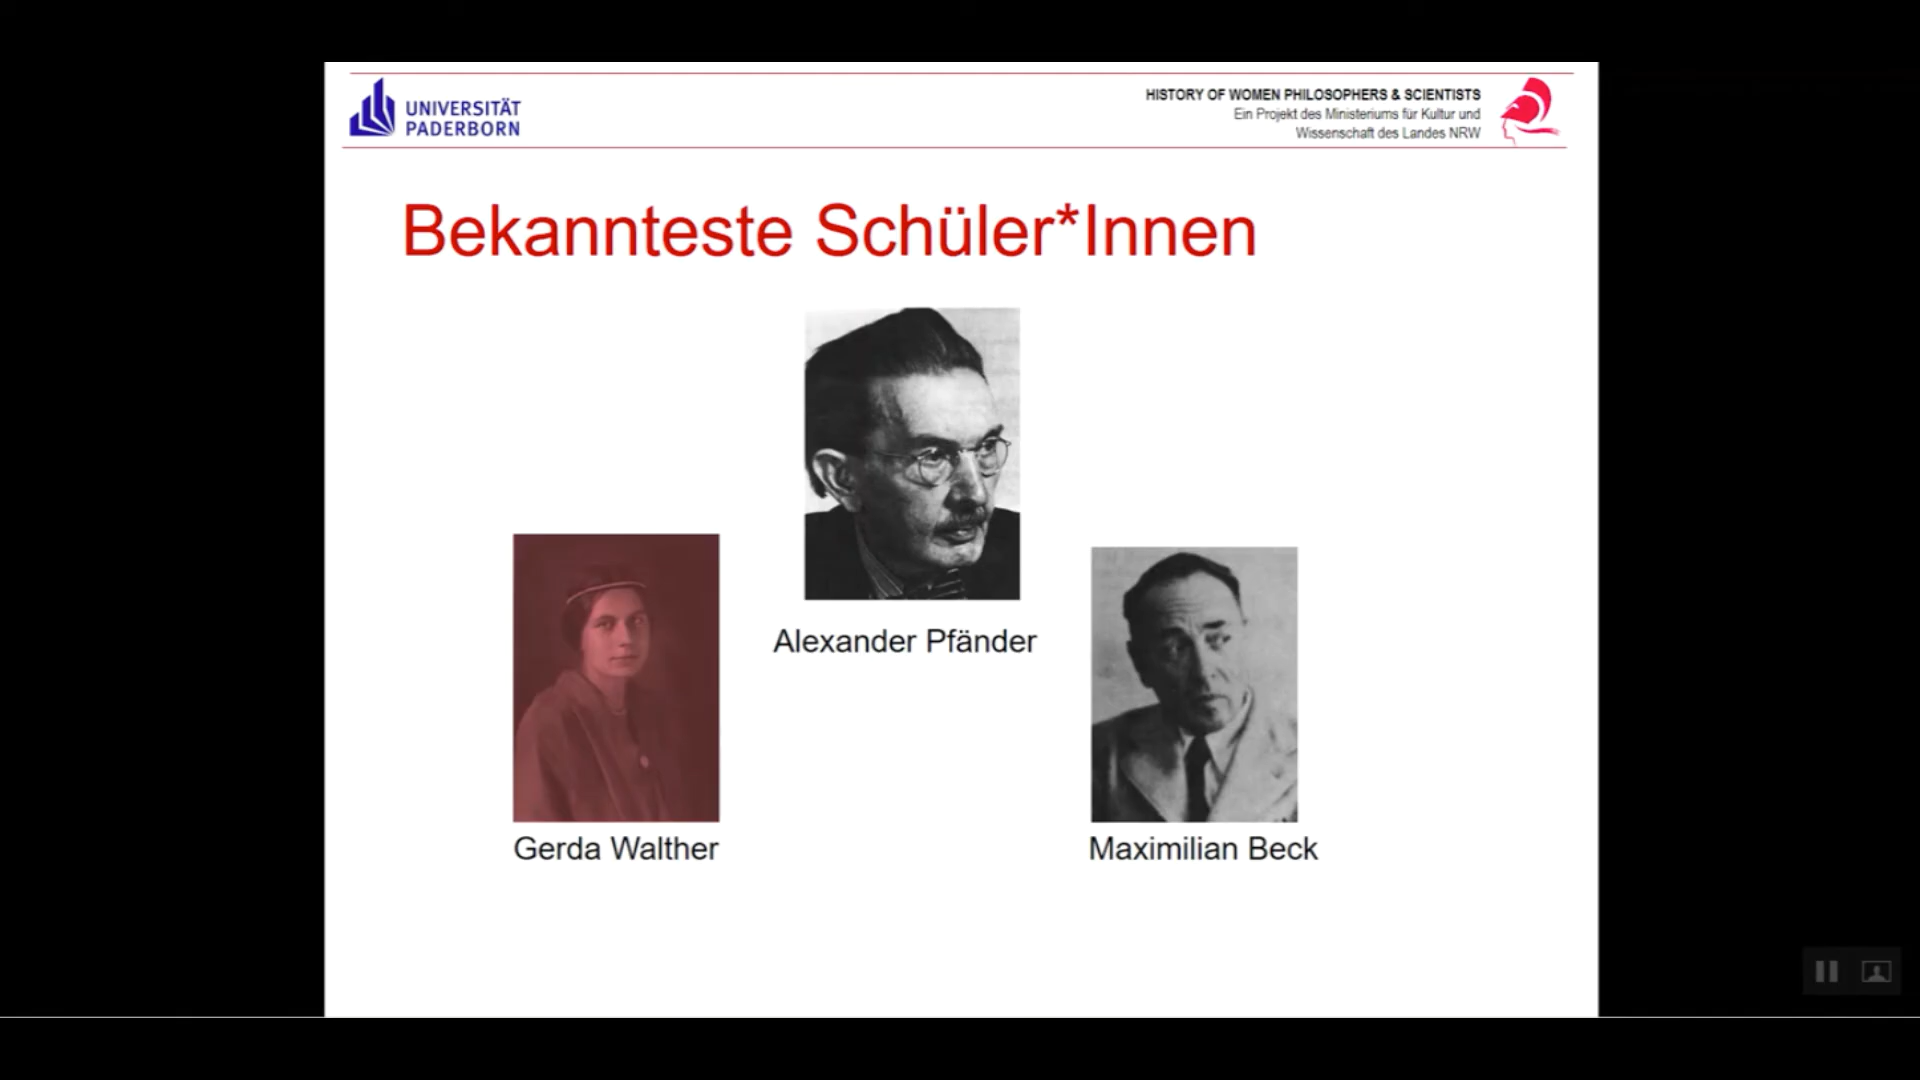 UNIVERSITÄT
PADERBORN
HISTORY OF WOMEN PHILOSOPHERS & SCIENTISTS
Ein Projekt des Ministeriums für Kultur und
Wissenschaft des Landes NRW
Bekannteste Schüler*Innen
Alexander Pfänder
Gerda Walther
Maximilian Beck